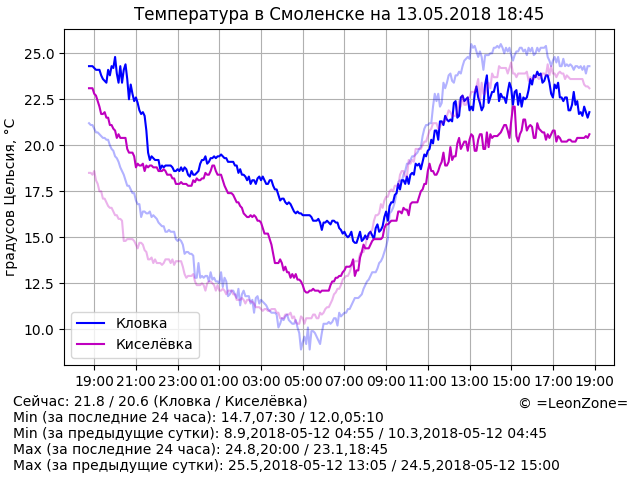 Температура в Смоленске на 13.05.2018 18:45
градусов Цельсия, °C
25.0
22.5
20.0
17.5
15.0
12.5
10.0
Кловка
Киселёвка
19:00 21:00 23:00 01:00 03:00 05:00 07:00 09:00 11:00 13:00 15:00 17:00 19:00
Сейчас: 21.8 / 20.6 (Кловка / Киселёвка)
© =LeonZone=
Min (за последние 24 часа): 14.7,07:30 / 12.0,05:10
Min (за предыдущие сутки): 8.9,2018-05-12 04:55 / 10.3,2018-05-12 04:45
Max (за последние 24 часа): 24.8,20:00 / 23.1,18:45
Max (за предыдущие сутки): 25.5,2018-05-12 13:05 / 24.5,2018-05-12 15:00